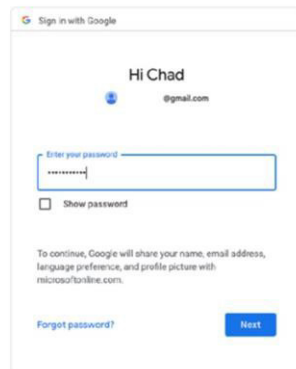 Sign in with Google
Hi Chad
@gmail.com
Enter your password
Show password
To continue, Google will share your name, email address,
language preference, and profile picture with
microsoftonline.com.
Forgot password?
Next